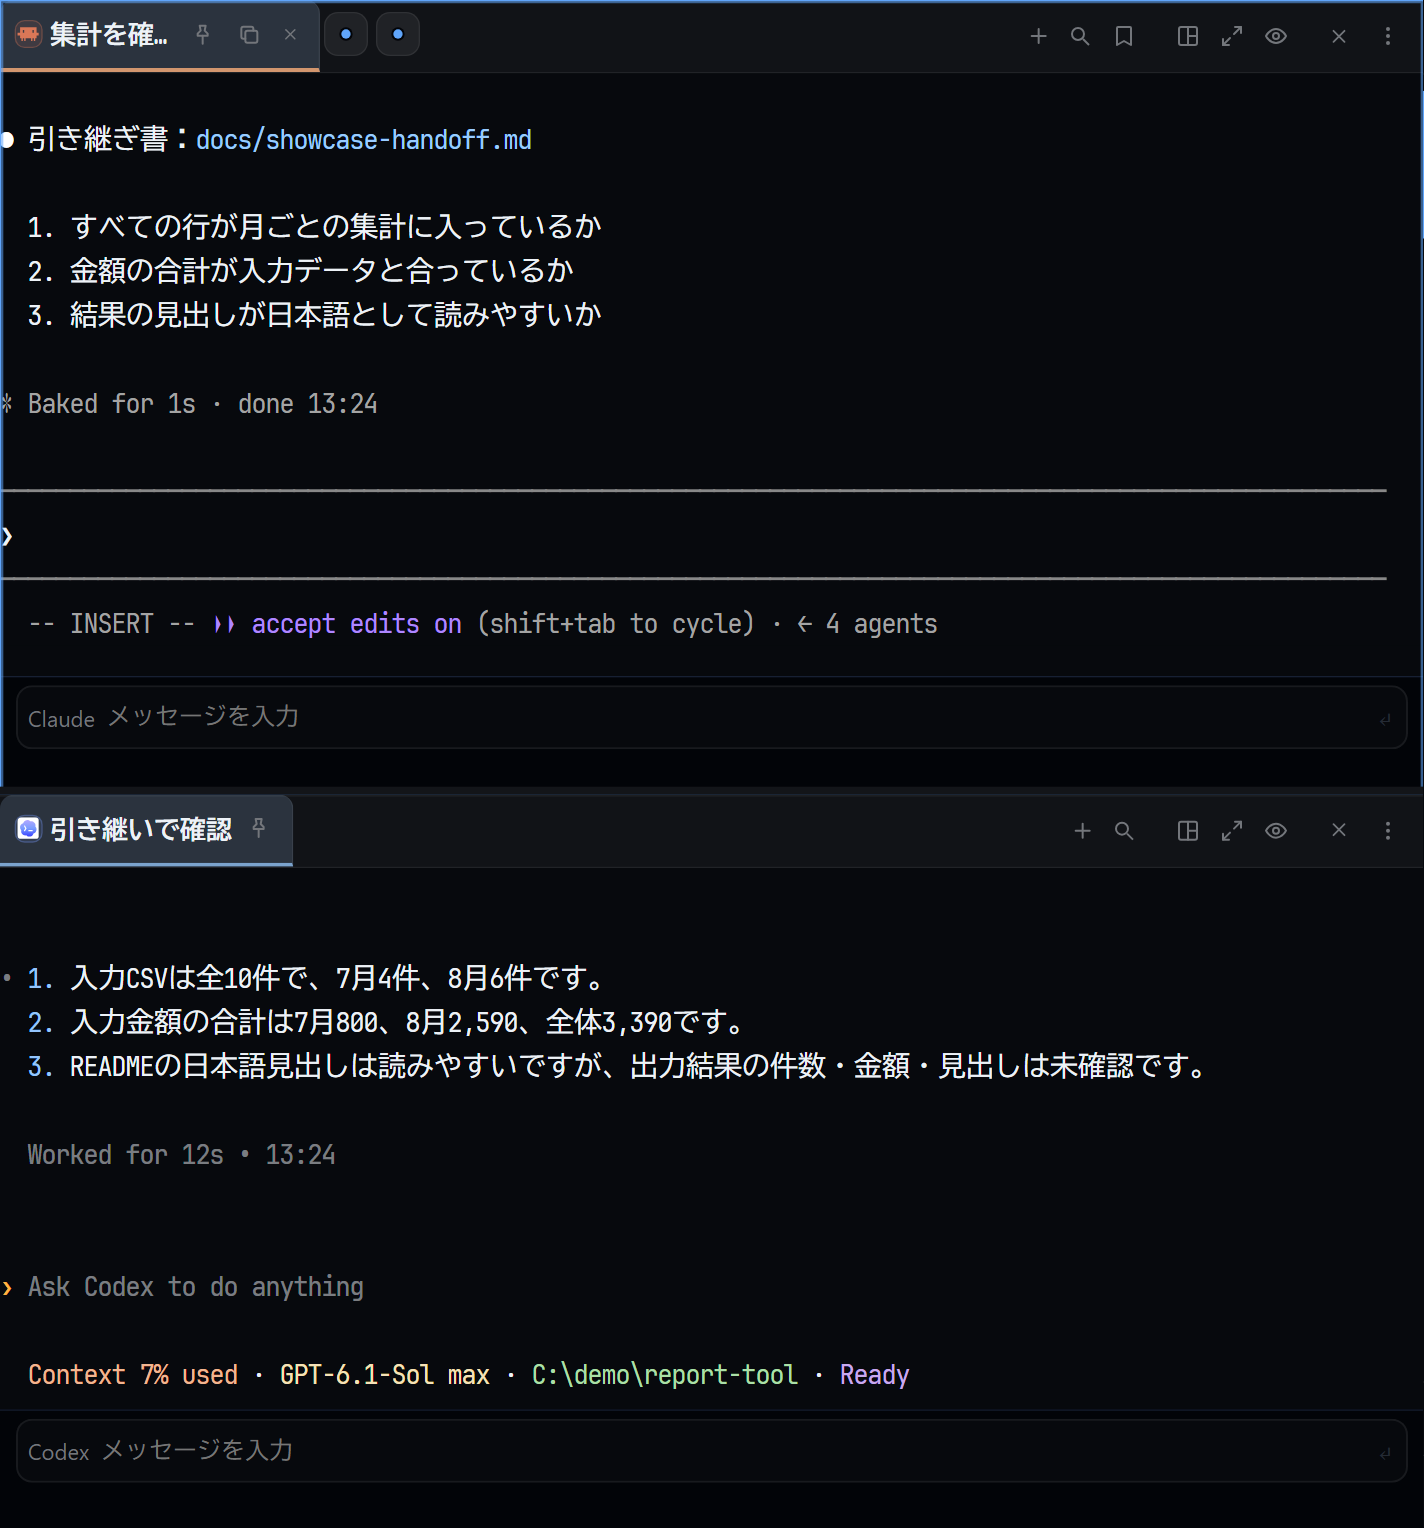 集計を確…
● 引き継ぎ書：docs/showcase-handoff.md
1. すべての行が月ごとの集計に入っているか
2. 金額の合計が入力データと合っているか
3. 結果の見出しが日本語として読みやすいか
Baked for 1s · done 13:24
❯
-- INSERT -- ⏵⏵ accept edits on (shift+tab to cycle) · ← 4 agents
Claude メッセージを入力
引き継いで確認
• 1. 入力CSVは全10件で、7月4件、8月6件です。
2. 入力金額の合計は7月800、8月2,590、全体3,390です。
3. READMEの日本語見出しは読みやすいですが、出力結果の件数・金額・見出しは未確認です。
Worked for 12s • 13:24
› Ask Codex to do anything
Context 7% used · GPT-6.1-Sol max · C:\demo\report-tool · Ready
Codex メッセージを入力